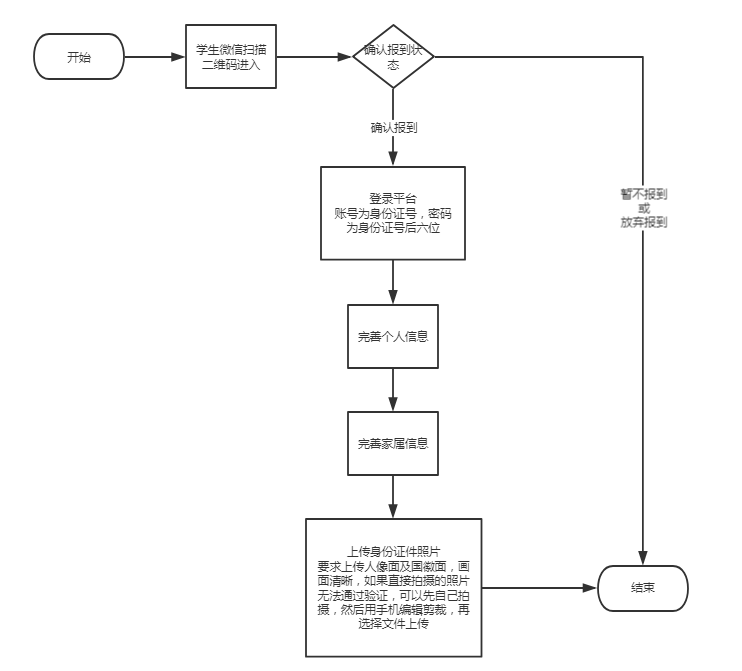 开始
学生微信扫描
二维码进入
确认报到状
态
确认报到
暂不报到
或
放弃报到
登录平台
账号为身份证号，密码
为身份证号后六位
完善个人信息
完善家属信息
上传身份证件照片
要求上传人像面及国徽面，画
面清晰，如果直接拍摄的照片
无法通过验证，可以先自己拍
摄，然后用手机编辑剪裁，再
选择文件上传
结束